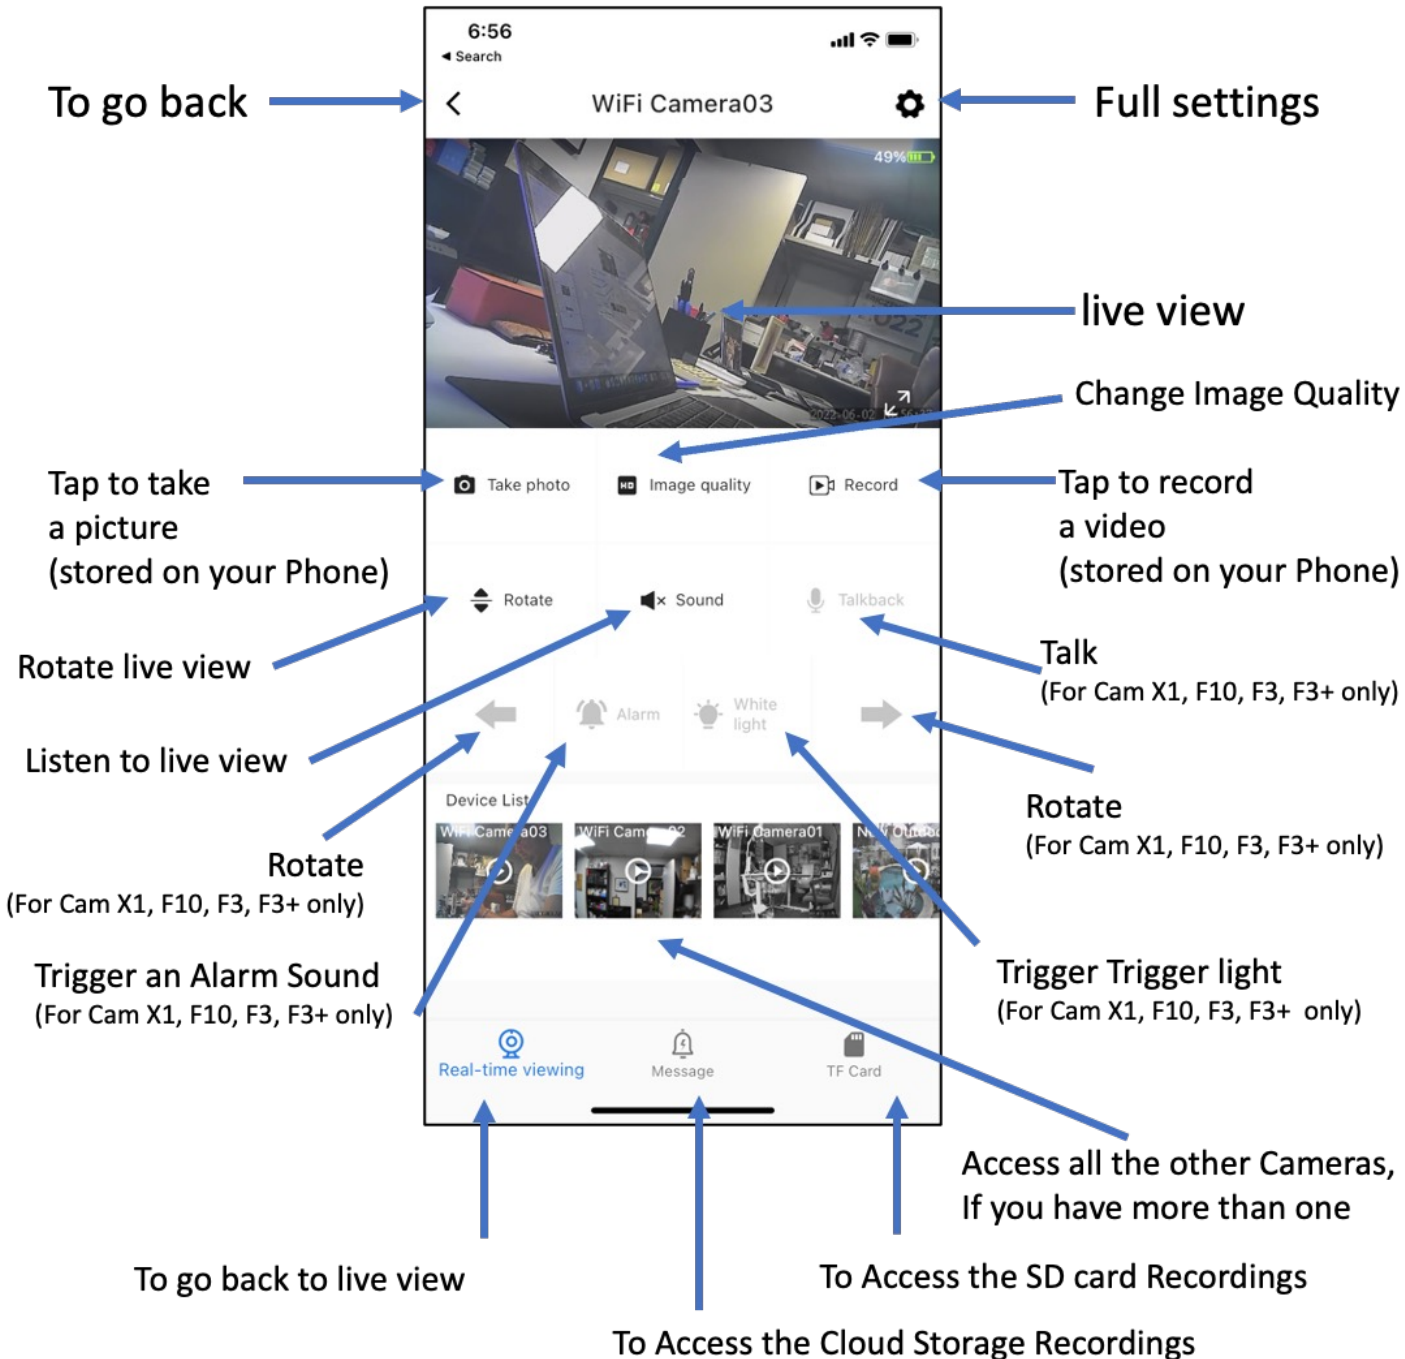 6:56
◀ Search
To go back
WiFi Camera03
Full settings
49%
live view
2022-06-02
Change Image Quality
Take photo
Image quality
Record
Tap to take
a picture
(stored on your Phone)
Tap to record
a video
(stored on your Phone)
Rotate
Sound
Talkback
Rotate live view
Talk
(For Cam X1, F10, F3, F3+ only)
Alarm
White
light
Listen to live view
Device List
Rotate
(For Cam X1, F10, F3, F3+ only)
WiFi Camera03
WiFi Camera02
WiFi Camera01
Rotate
(For Cam X1, F10, F3, F3+ only)
Trigger an Alarm Sound
(For Cam X1, F10, F3, F3+ only)
Trigger Trigger light
(For Cam X1, F10, F3, F3+ only)
Real-time viewing
Message
TF Card
Access all the other Cameras,
If you have more than one
To go back to live view
To Access the SD card Recordings
To Access the Cloud Storage Recordings